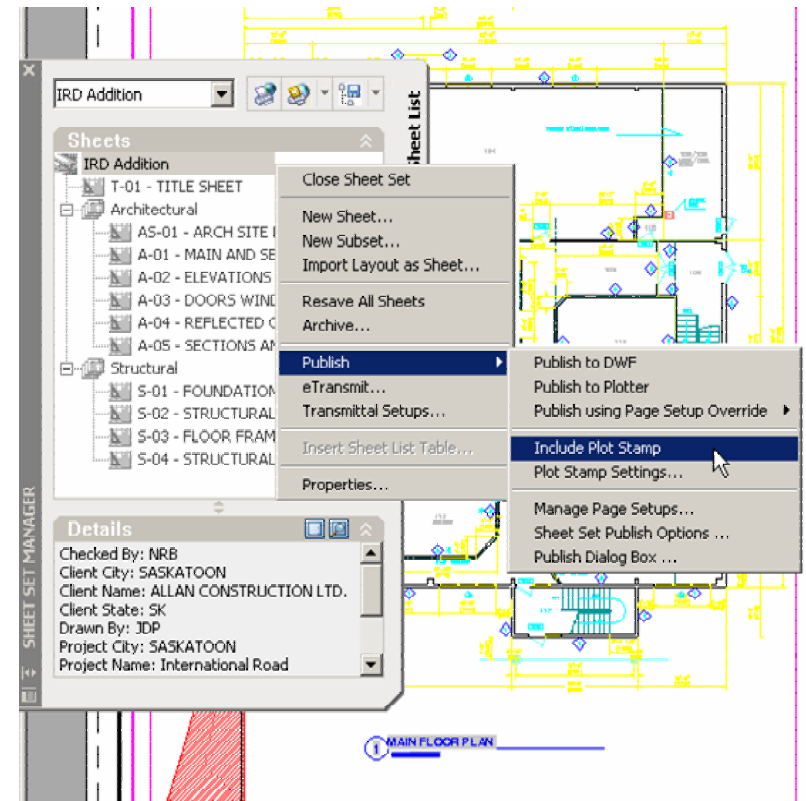 IRD Addition
Sheet List
Sheets
IRD Addition
T-01 - TITLE SHEET
Architectural
AS-01 - ARCH SITE
A-01 - MAIN AND SE
A-02 - ELEVATIONS
A-03 - DOORS WIND
A-04 - REFLECTED
A-05 - SECTIONS AN
Structural
S-01 - FOUNDATION
S-02 - STRUCTURAL
S-03 - FLOOR FRAM
S-04 - STRUCTURAL
Close Sheet Set
New Sheet...
New Subset...
Import Layout as Sheet...
Resave All Sheets
Archive...
Publish
eTransmit...
Transmittal Setups...
Insert Sheet List Table...
Properties...
Publish to DWF
Publish to Plotter
Publish using Page Setup Override
Include Plot Stamp
Plot Stamp Settings...
Manage Page Setups...
Sheet Set Publish Options ...
Publish Dialog Box ...
SHEET SET MANAGER
Details
Checked By: NRB
Client City: SASKATOON
Client Name: ALLAN CONSTRUCTION LTD.
Client State: SK
Drawn By: JDP
Project City: SASKATOON
Project Name: International Road
1 MAIN FLOOR PLAN